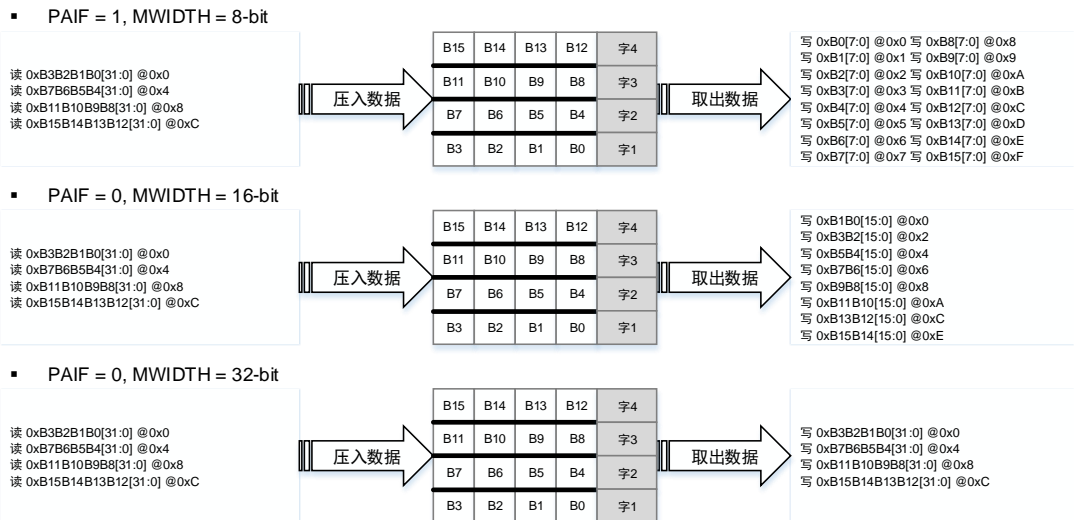 ▪ PAIF = 1, MWIDTH = 8-bit
读 0xB3B2B1B0[31:0] @0x0
读 0xB7B6B5B4[31:0] @0x4
读 0xB11B10B9B8[31:0] @0x8
读 0xB15B14B13B12[31:0] @0xC
压入数据
B15 B14 B13 B12 字4
B11 B10 B9 B8 字3
B7 B6 B5 B4 字2
B3 B2 B1 B0 字1
取出数据
写 0xB0[7:0] @0x0 写 0xB8[7:0] @0x8
写 0xB1[7:0] @0x1 写 0xB9[7:0] @0x9
写 0xB2[7:0] @0x2 写 0xB10[7:0] @0xA
写 0xB3[7:0] @0x3 写 0xB11[7:0] @0xB
写 0xB4[7:0] @0x4 写 0xB12[7:0] @0xC
写 0xB5[7:0] @0x5 写 0xB13[7:0] @0xD
写 0xB6[7:0] @0x6 写 0xB14[7:0] @0xE
写 0xB7[7:0] @0x7 写 0xB15[7:0] @0xF
▪ PAIF = 0, MWIDTH = 16-bit
读 0xB3B2B1B0[31:0] @0x0
读 0xB7B6B5B4[31:0] @0x4
读 0xB11B10B9B8[31:0] @0x8
读 0xB15B14B13B12[31:0] @0xC
压入数据
B15 B14 B13 B12 字4
B11 B10 B9 B8 字3
B7 B6 B5 B4 字2
B3 B2 B1 B0 字1
取出数据
写 0xB1B0[15:0] @0x0
写 0xB3B2[15:0] @0x2
写 0xB5B4[15:0] @0x4
写 0xB7B6[15:0] @0x6
写 0xB9B8[15:0] @0x8
写 0xB11B10[15:0] @0xA
写 0xB13B12[15:0] @0xC
写 0xB15B14[15:0] @0xE
▪ PAIF = 0, MWIDTH = 32-bit
读 0xB3B2B1B0[31:0] @0x0
读 0xB7B6B5B4[31:0] @0x4
读 0xB11B10B9B8[31:0] @0x8
读 0xB15B14B13B12[31:0] @0xC
压入数据
B15 B14 B13 B12 字4
B11 B10 B9 B8 字3
B7 B6 B5 B4 字2
B3 B2 B1 B0 字1
取出数据
写 0xB3B2B1B0[31:0] @0x0
写 0xB7B6B5B4[31:0] @0x4
写 0xB11B10B9B8[31:0] @0x8
写 0xB15B14B13B12[31:0] @0xC